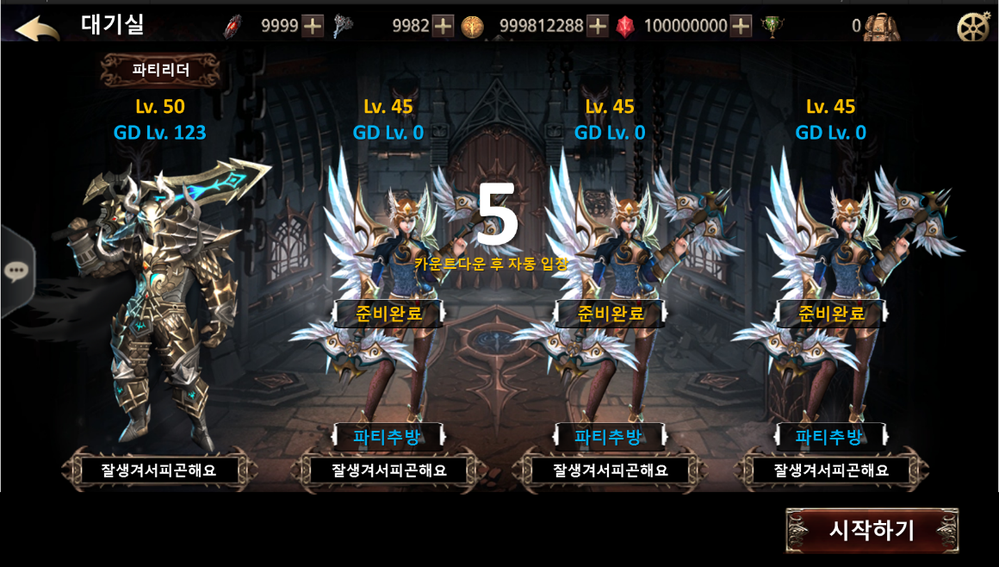 대기실 9999 9982 999812288 100000000 0
파티리더
Lv. 50 Lv. 45 Lv. 45 Lv. 45
GD Lv. 123 GD Lv. 0 GD Lv. 0 GD Lv. 0
5
카운트다운 후 자동 입장
준비완료 준비완료 준비완료
파티추방 파티추방 파티추방
잘생겨서피곤해요 잘생겨서피곤해요 잘생겨서피곤해요 잘생겨서피곤해요
시작하기